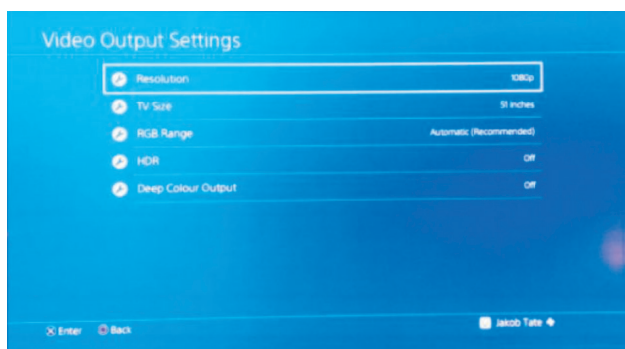 Video Output Settings
Resolution 1080p
TV Size 51 inches
RGB Range Automatic (Recommended)
HDR Off
Deep Colour Output Off
Enter Back Jakob Tate